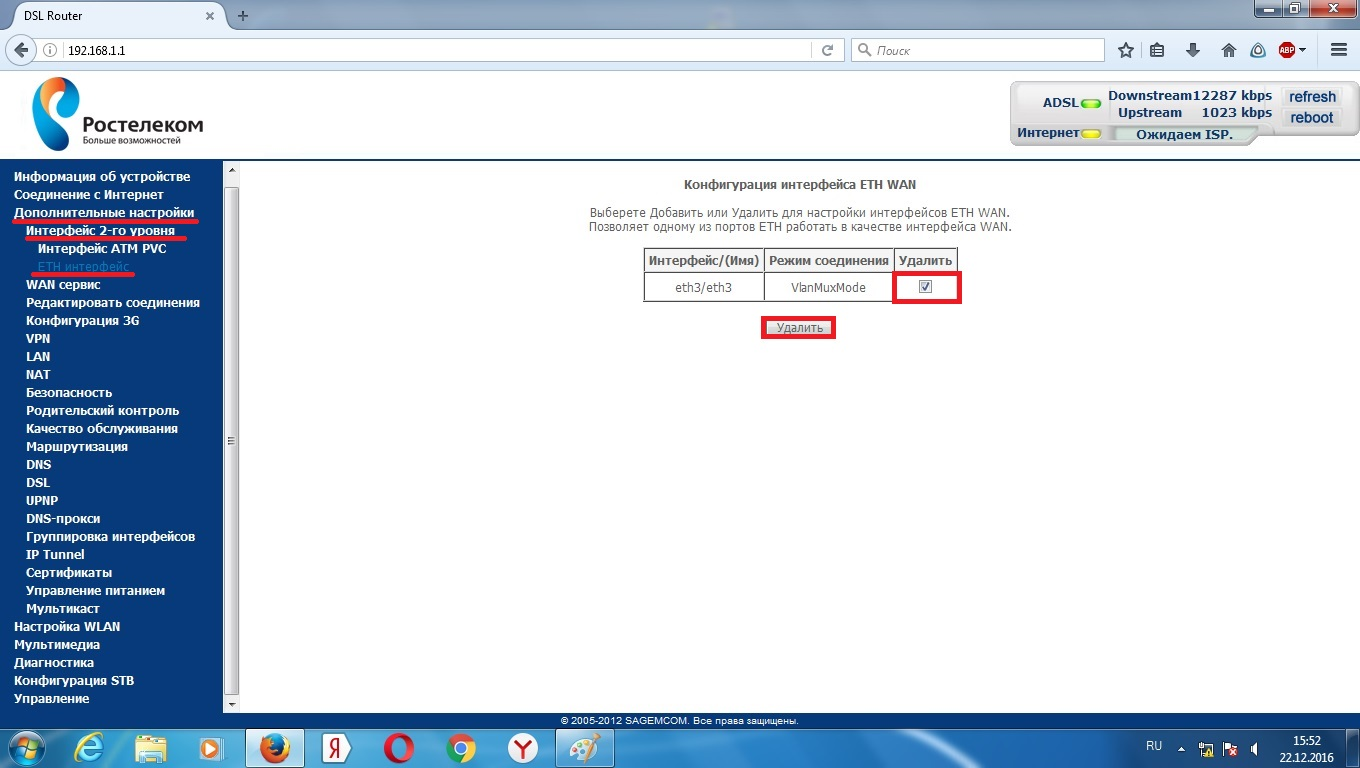 DSL Router
192.168.1.1
Поиск
ABP
Ростелеком
Больше возможностей
ADSL
Downstream 12287 kbps
Upstream 1023 kbps
refresh
reboot
Интернет
Ожидаем ISP.
Информация об устройстве
Соединение с Интернет
Дополнительные настройки
Интерфейс 2-го уровня
Интерфейс ATM PVC
ETH интерфейс
WAN сервис
Редактировать соединения
Конфигурация 3G
VPN
LAN
NAT
Безопасность
Родительский контроль
Качество обслуживания
Маршрутизация
DNS
DSL
UPNP
DNS-прокси
Группировка интерфейсов
IP Tunnel
Сертификаты
Управление питанием
Мультикаст
Настройка WLAN
Мультимедиа
Диагностика
Конфигурация STB
Управление
Конфигурация интерфейса ETH WAN
Выберете Добавить или Удалить для настройки интерфейсов ETH WAN.
Позволяет одному из портов ETH работать в качестве интерфейса WAN.
Интерфейс/(Имя) Режим соединения Удалить
eth3/eth3 VlanMuxMode
Удалить
© 2005-2012 SAGEMCOM. Все права защищены.
RU
15:52
22.12.2016